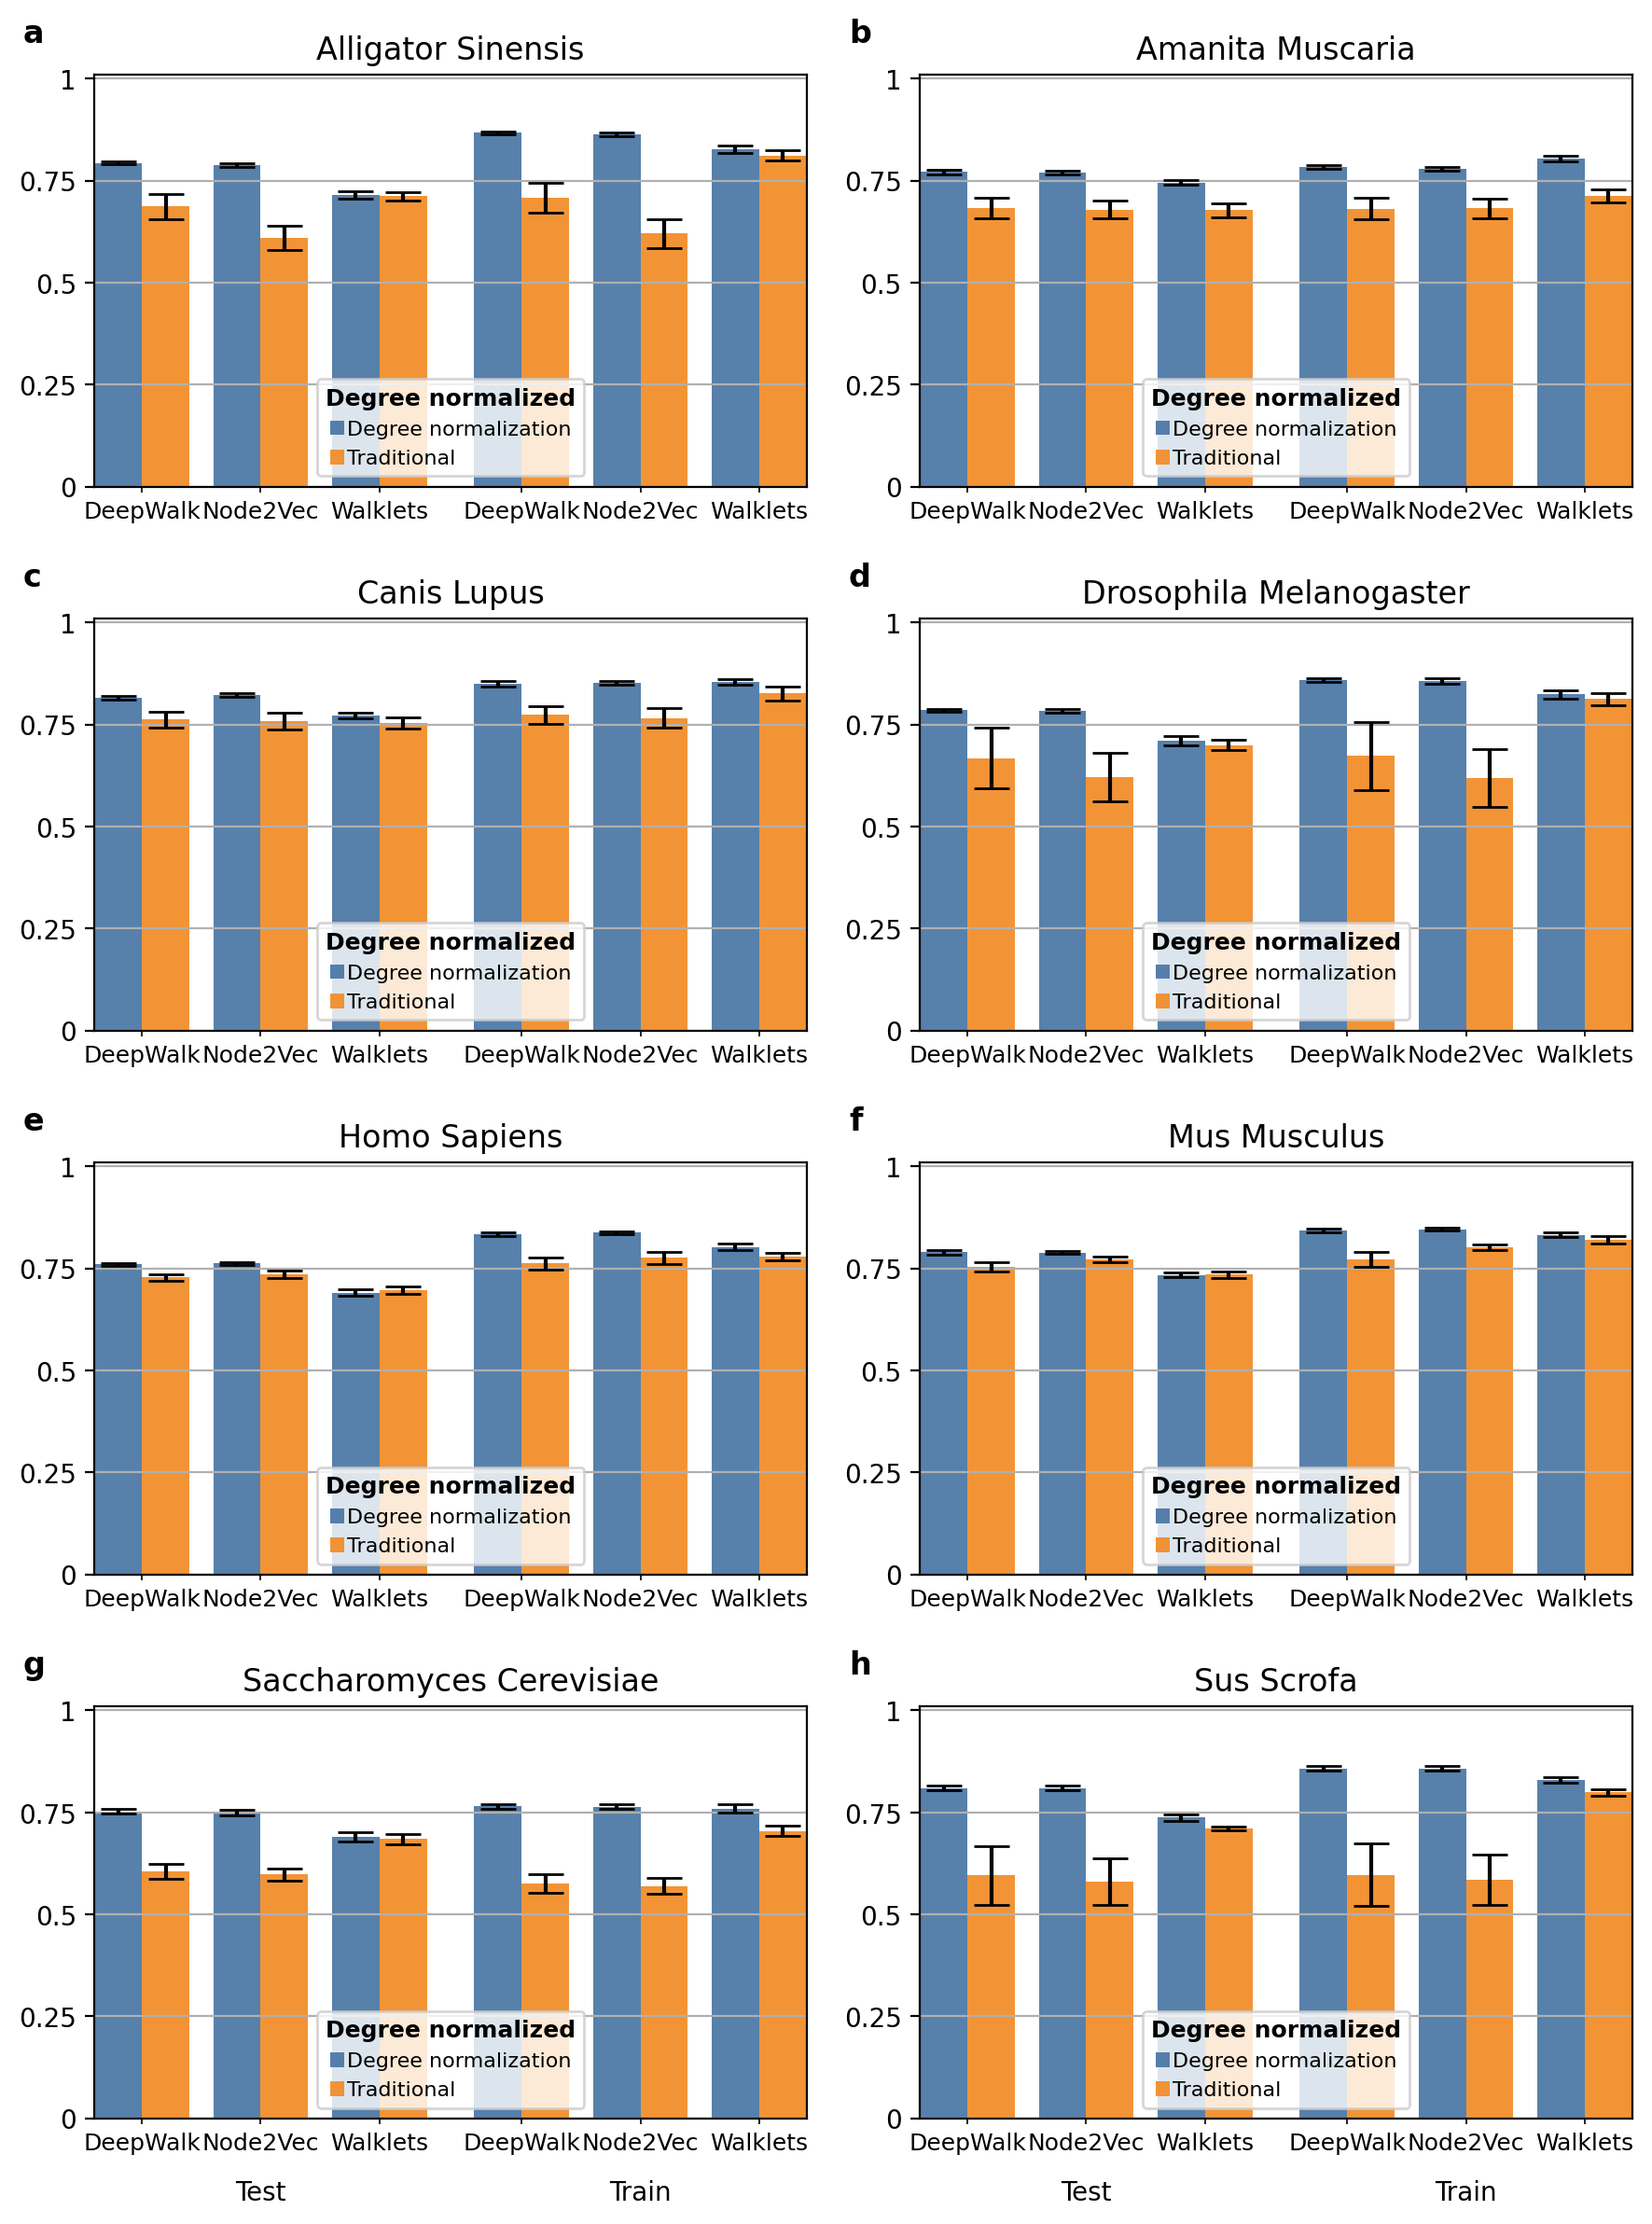 a
Alligator Sinensis
1
0.75
0.5
0.25
0
Degree normalized
Degree normalization
Traditional
DeepWalk Node2Vec Walklets DeepWalk Node2Vec Walklets
b
Amanita Muscaria
1
0.75
0.5
0.25
0
Degree normalized
Degree normalization
Traditional
DeepWalk Node2Vec Walklets DeepWalk Node2Vec Walklets
c
Canis Lupus
1
0.75
0.5
0.25
0
Degree normalized
Degree normalization
Traditional
DeepWalk Node2Vec Walklets DeepWalk Node2Vec Walklets
d
Drosophila Melanogaster
1
0.75
0.5
0.25
0
Degree normalized
Degree normalization
Traditional
DeepWalk Node2Vec Walklets DeepWalk Node2Vec Walklets
e
Homo Sapiens
1
0.75
0.5
0.25
0
Degree normalized
Degree normalization
Traditional
DeepWalk Node2Vec Walklets DeepWalk Node2Vec Walklets
f
Mus Musculus
1
0.75
0.5
0.25
0
Degree normalized
Degree normalization
Traditional
DeepWalk Node2Vec Walklets DeepWalk Node2Vec Walklets
g
Saccharomyces Cerevisiae
1
0.75
0.5
0.25
0
Degree normalized
Degree normalization
Traditional
DeepWalk Node2Vec Walklets DeepWalk Node2Vec Walklets
Test Train
h
Sus Scrofa
1
0.75
0.5
0.25
0
Degree normalized
Degree normalization
Traditional
DeepWalk Node2Vec Walklets DeepWalk Node2Vec Walklets
Test Train